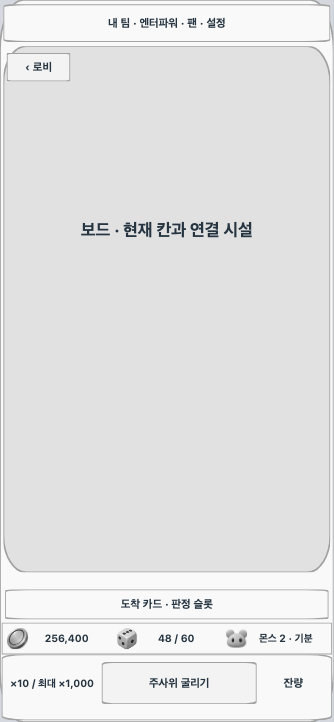 내 팀 · 엔터파워 · 팬 · 설정
‹ 로비
보드 · 현재 칸과 연결 시설
도착 카드 · 판정 슬롯
256,400 48 / 60 몬스 2 · 기분
×10 / 최대 ×1,000 주사위 굴리기 잔량